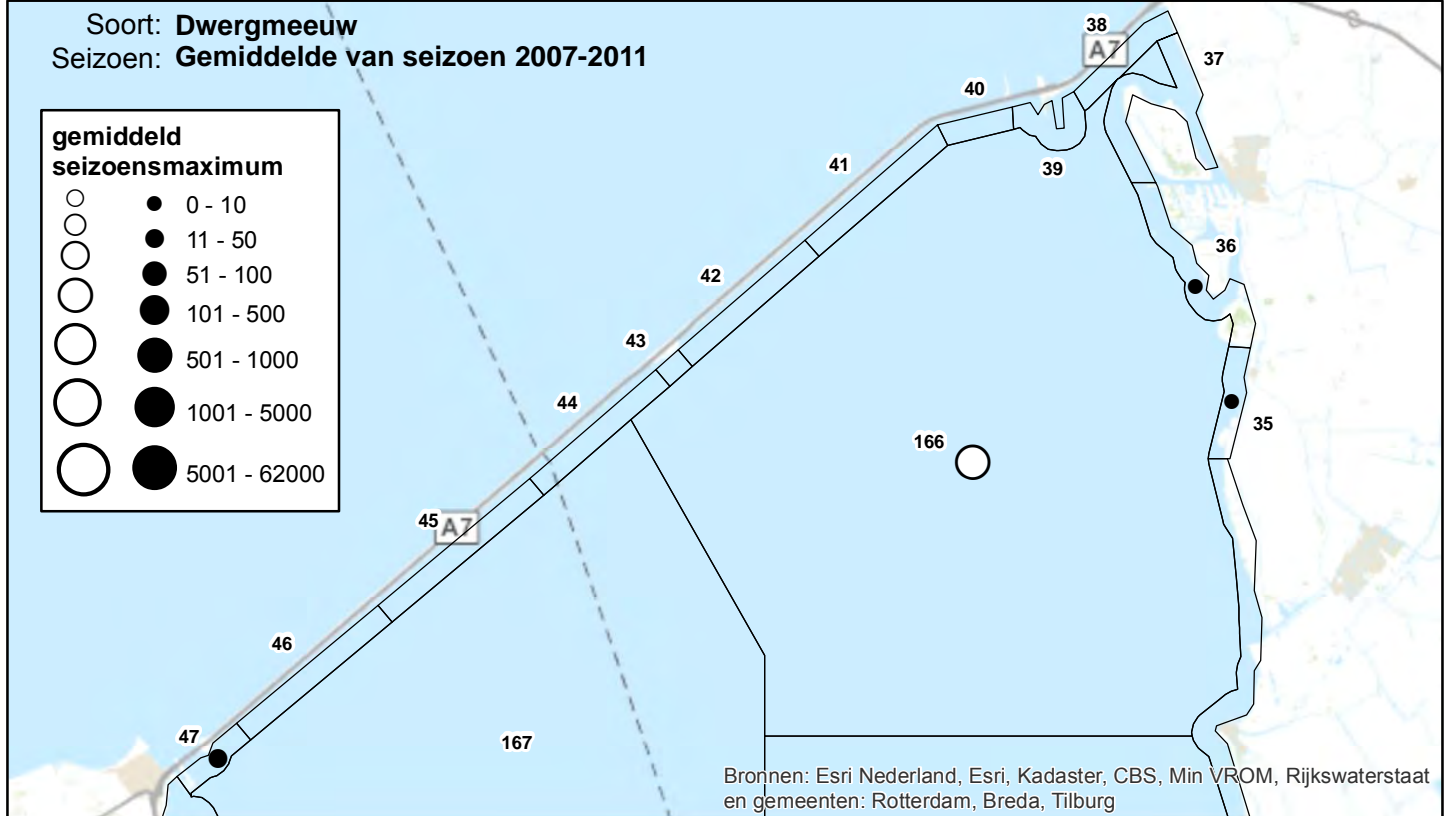 Soort: Dwergmeeuw
Seizoen: Gemiddelde van seizoen 2007-2011
gemiddeld
seizoensmaximum
0 - 10
11 - 50
51 - 100
101 - 500
501 - 1000
1001 - 5000
5001 - 62000
38
A7
37
40
41
39
36
42
43
44
35
166
45
A7
46
47
167
Bronnen: Esri Nederland, Esri, Kadaster, CBS, Min VROM, Rijkswaterstaat
en gemeenten: Rotterdam, Breda, Tilburg